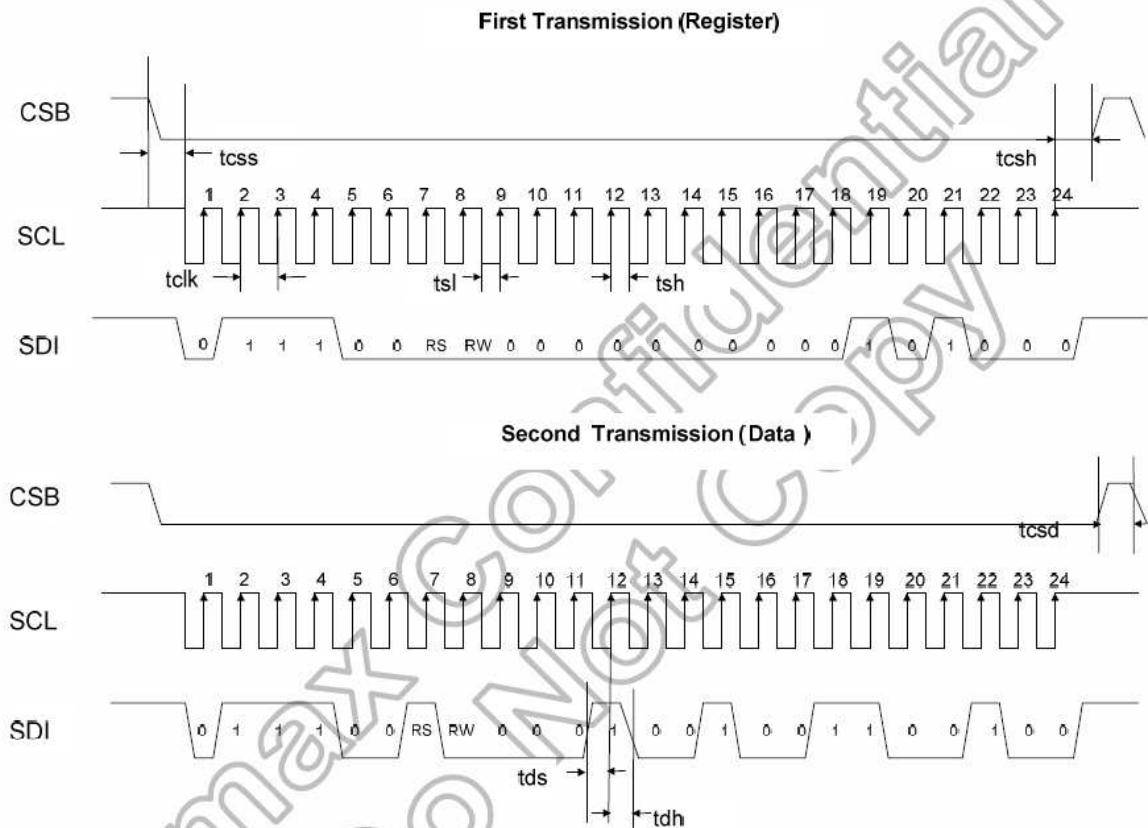 First Transmission (Register)
CSB
tcss
tcsh
1 2 3 4 5 6 7 8 9 10 11 12 13 14 15 16 17 18 19 20 21 22 23 24
SCL
tclk
tsl
tsh
SDI
0 1 1 1 0 0 RS RW 0 0 0 0 0 0 0 0 0 0 1 0 1 0 0 0
Second Transmission (Data )
CSB
tcsd
1 2 3 4 5 6 7 8 9 10 11 12 13 14 15 16 17 18 19 20 21 22 23 24
SCL
SDI
0 1 1 1 0 0 RS RW 0 0 0 1 0 0 1 0 0 1 1 0 0 1 0 0
tds
tdh
max Confidential
Do Not Copy